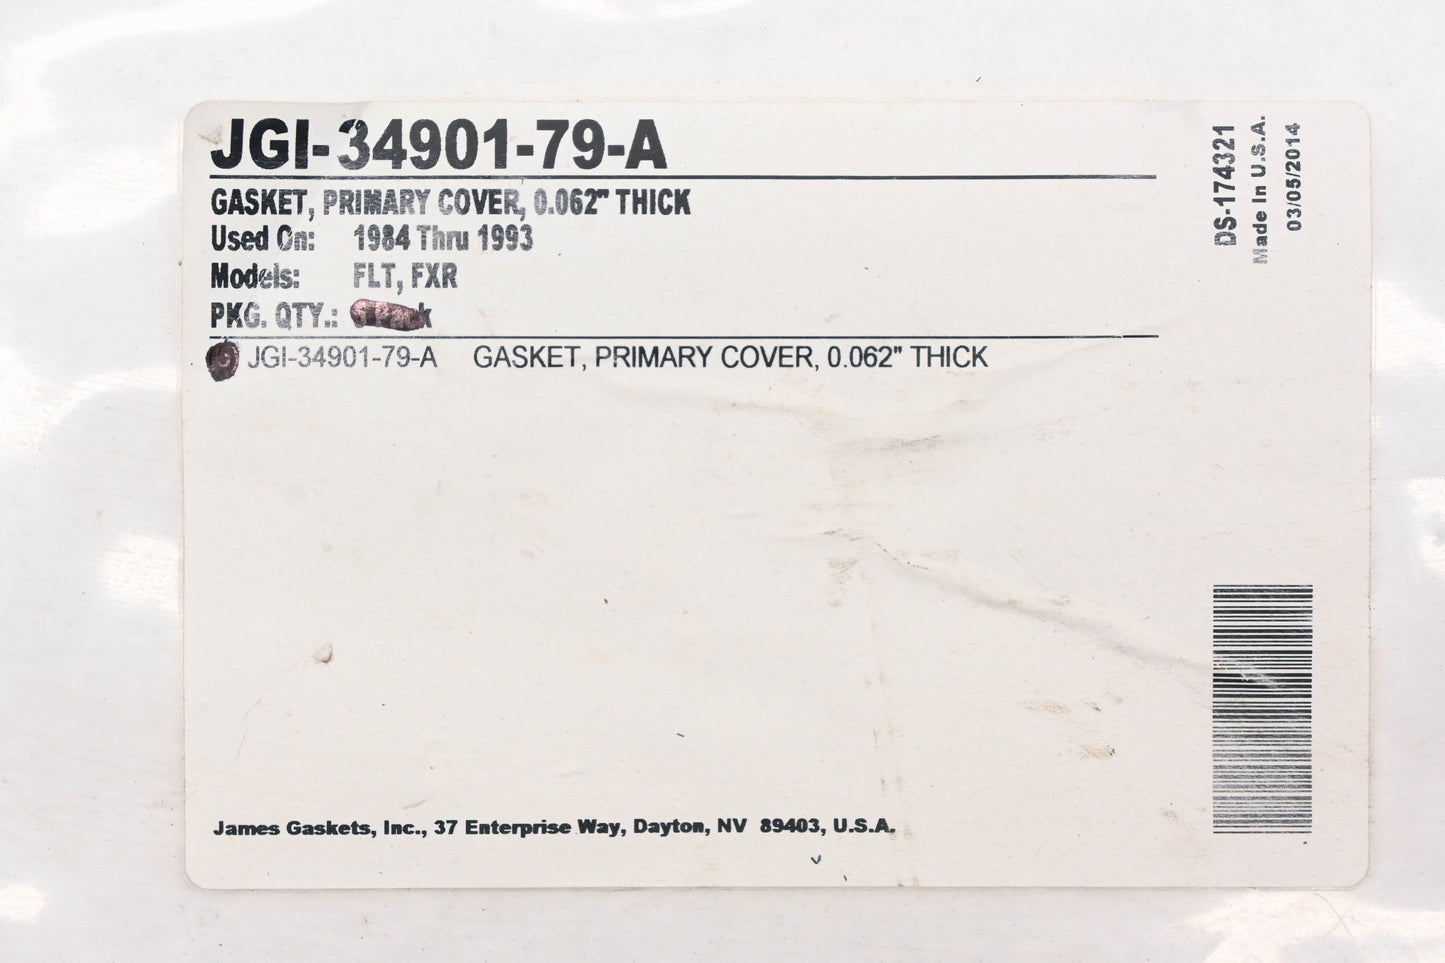 JGI-34901-79-A
GASKET, PRIMARY COVER, 0.062" THICK
Used On: 1984 Thru 1993
Models: FLT, FXR
PKG. QTY.:
JGI-34901-79-A GASKET, PRIMARY COVER, 0.062" THICK
DS-174321
Made In U.S.A.
03/05/2014
James Gaskets, Inc., 37 Enterprise Way, Dayton, NV 89403, U.S.A.